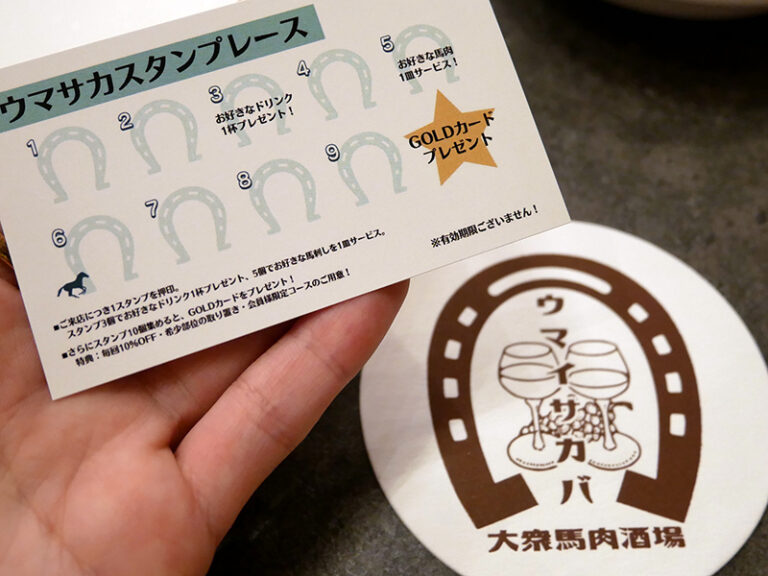 ウマサカスタンプレース
1
2
3
お好きなドリンク
1杯プレゼント！
4
5
お好きな馬肉
1皿サービス！
6
7
8
9
GOLDカード
プレゼント
※有効期限ございません！
■ご来店につき1スタンプを押印。
スタンプ3個でお好きなドリンク1杯プレゼント、5個でお好きな馬刺しを1皿サービス。
■さらにスタンプ10個集めると、GOLDカードをプレゼント！
特典：毎回10%OFF・希少部位の取り置き・会員様限定コースのご用意！
ウマイサカバ
大衆馬肉酒場